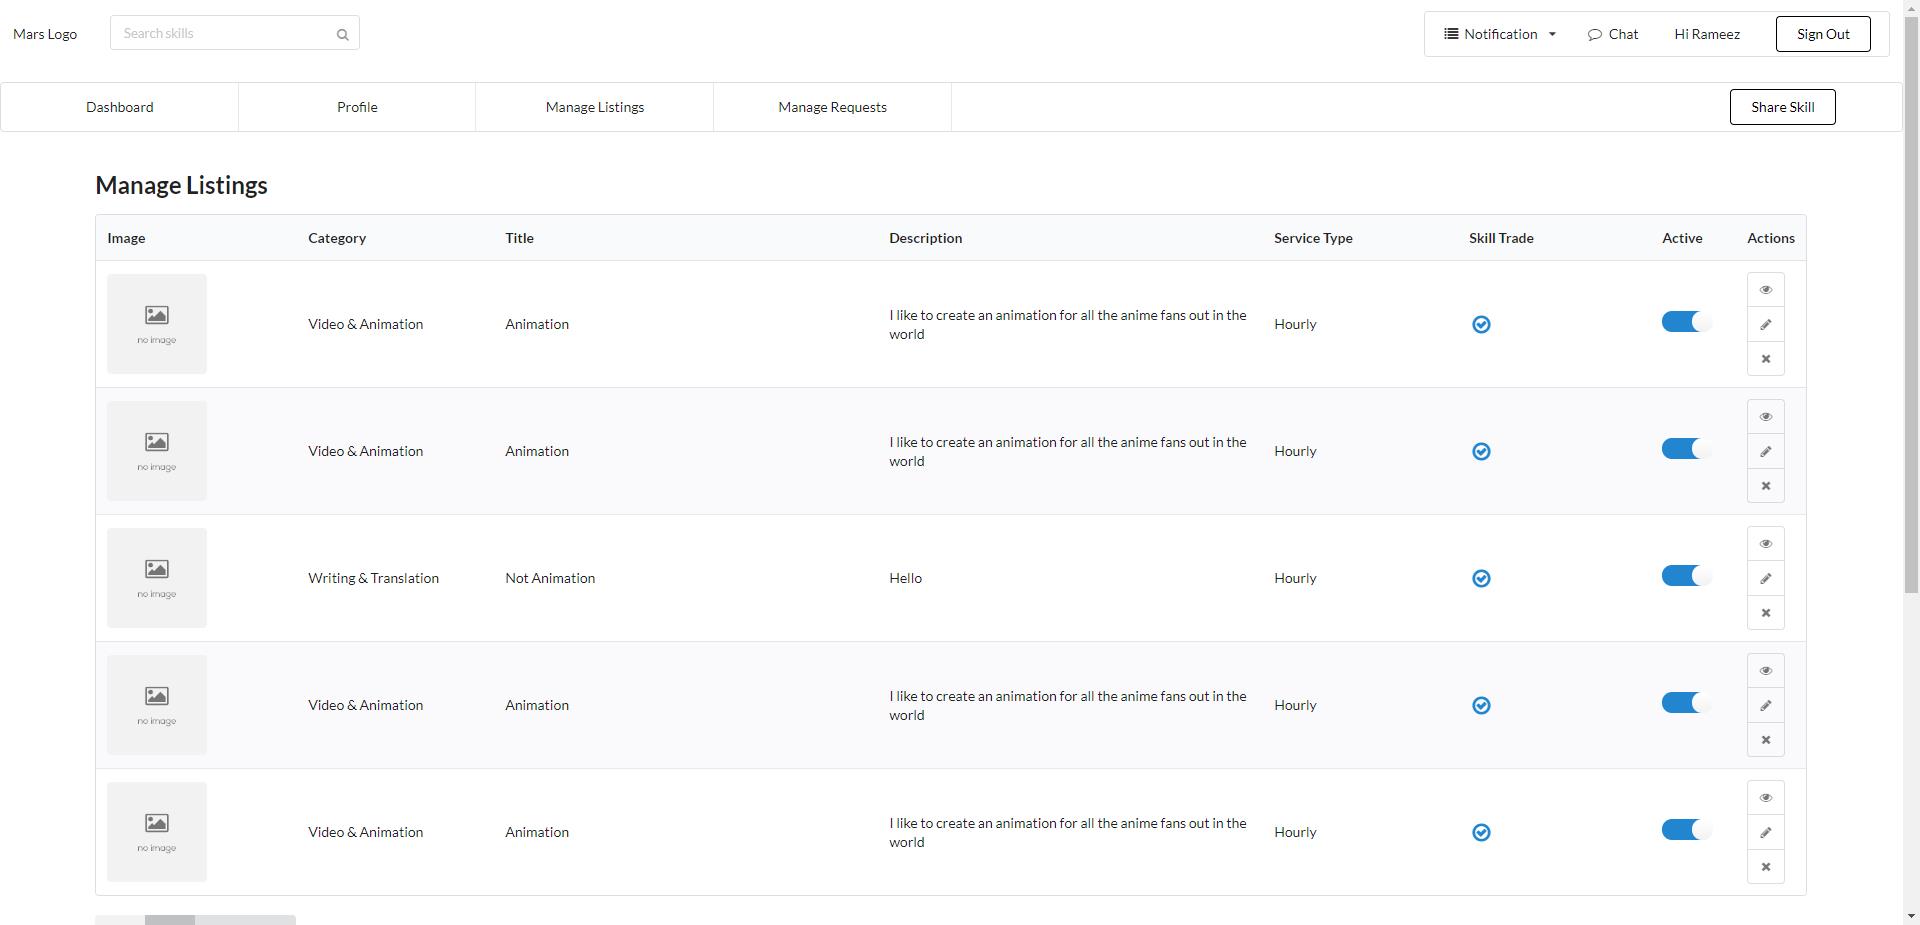 Mars Logo
Search skills
Notification
Chat
Hi Rameez
Sign Out
Dashboard
Profile
Manage Listings
Manage Requests
Share Skill
Manage Listings
Image Category Title Description Service Type Skill Trade Active Actions
no image
Video & Animation
Animation
I like to create an animation for all the anime fans out in the
world
Hourly
no image
Video & Animation
Animation
I like to create an animation for all the anime fans out in the
world
Hourly
no image
Writing & Translation
Not Animation
Hello
Hourly
no image
Video & Animation
Animation
I like to create an animation for all the anime fans out in the
world
Hourly
no image
Video & Animation
Animation
I like to create an animation for all the anime fans out in the
world
Hourly